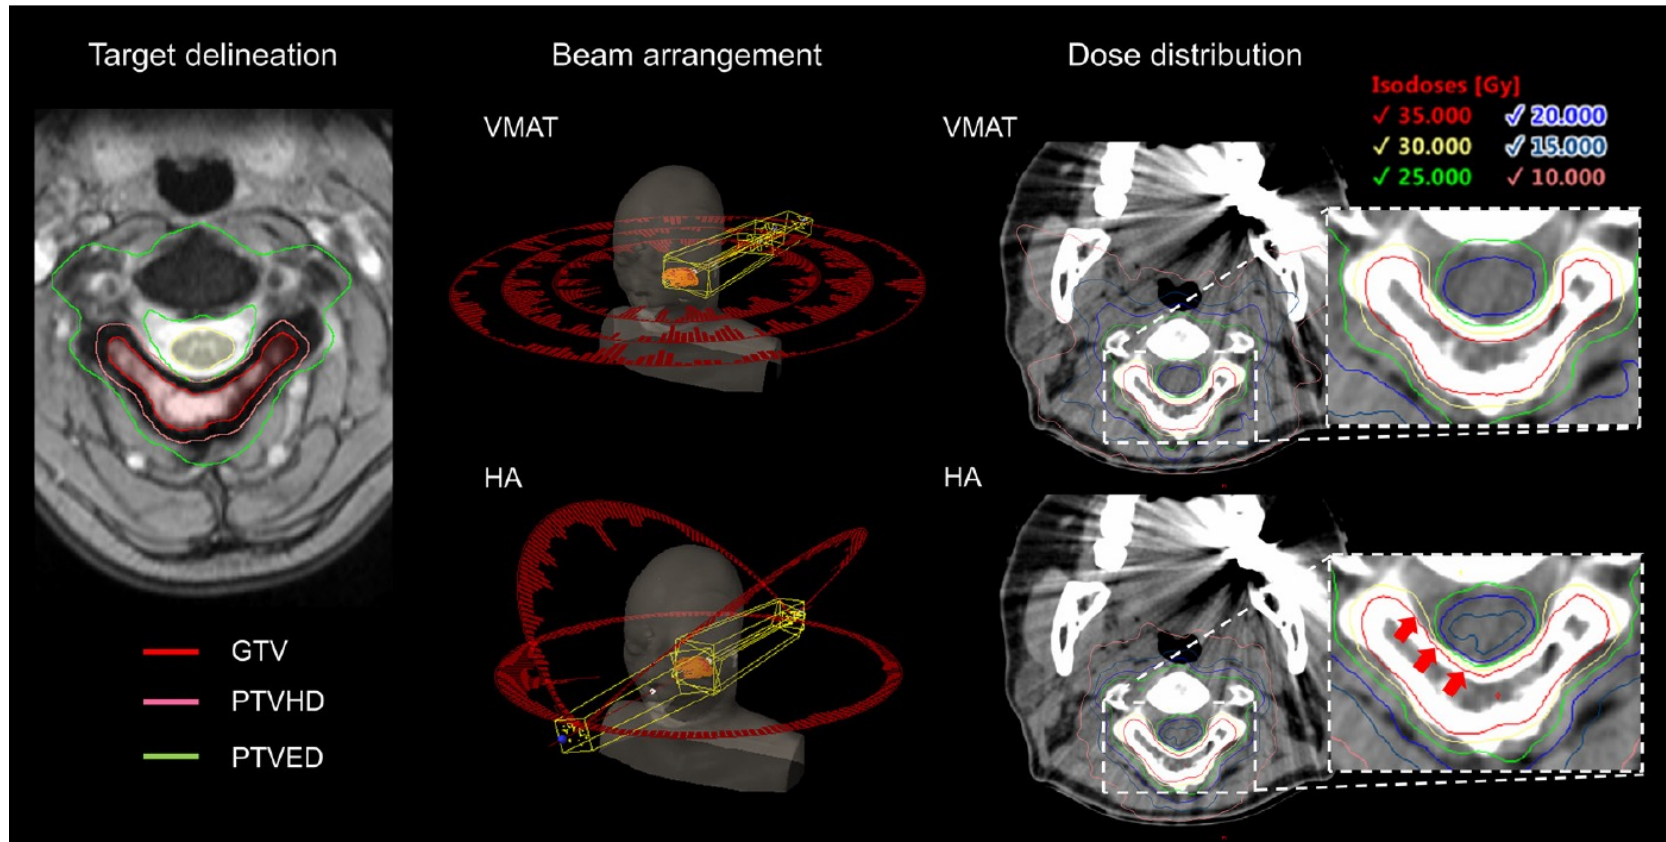 Target delineation
Beam arrangement
Dose distribution
VMAT
VMAT
Isodoses [Gy]
✓ 35.000 ✓ 20.000
✓ 30.000 ✓ 15.000
✓ 25.000 ✓ 10.000
HA
HA
GTV
PTVHD
PTVED